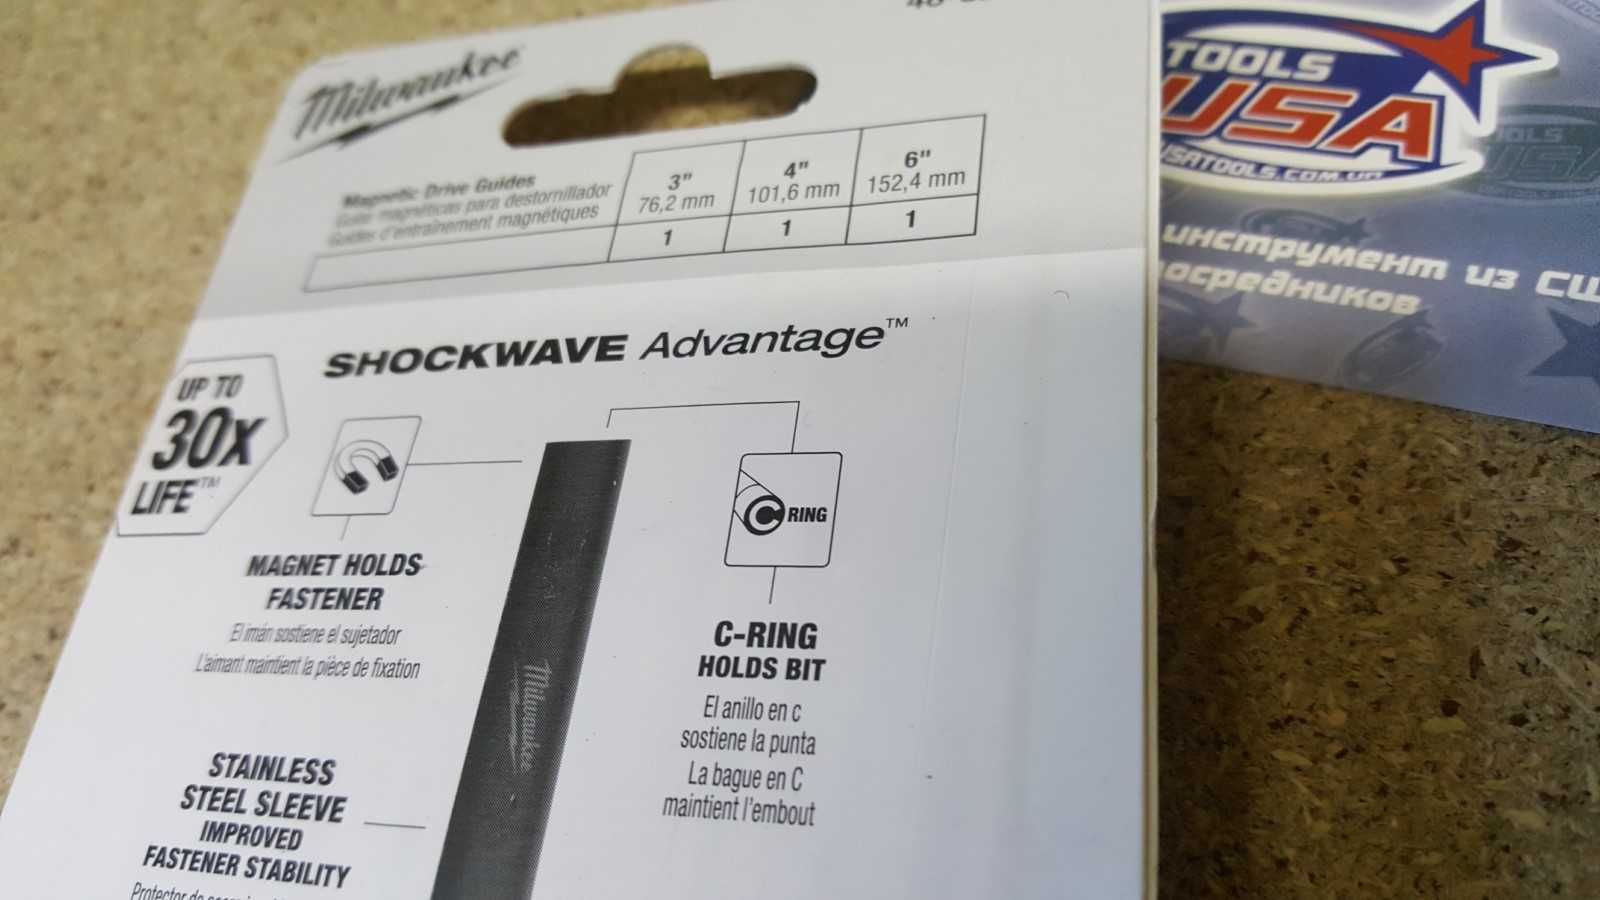 Milwaukee
Magnetic Drive Guides
Guías magnéticas para destornillador
Guides d'entraînement magnétiques
3" 4" 6"
76,2 mm 101,6 mm 152,4 mm
1 1 1
SHOCKWAVE Advantage™
UP TO
30X
LIFE™
MAGNET HOLDS
FASTENER
El imán sostiene el sujetador
L'aimant maintient la pièce de fixation
C RING
C-RING
HOLDS BIT
El anillo en c
sostiene la punta
La bague en C
maintient l'embout
Milwaukee
STAINLESS
STEEL SLEEVE
IMPROVED
FASTENER STABILITY
Protector de
TOOLS
USA
USATOOLS.COM.UA
инструмент из